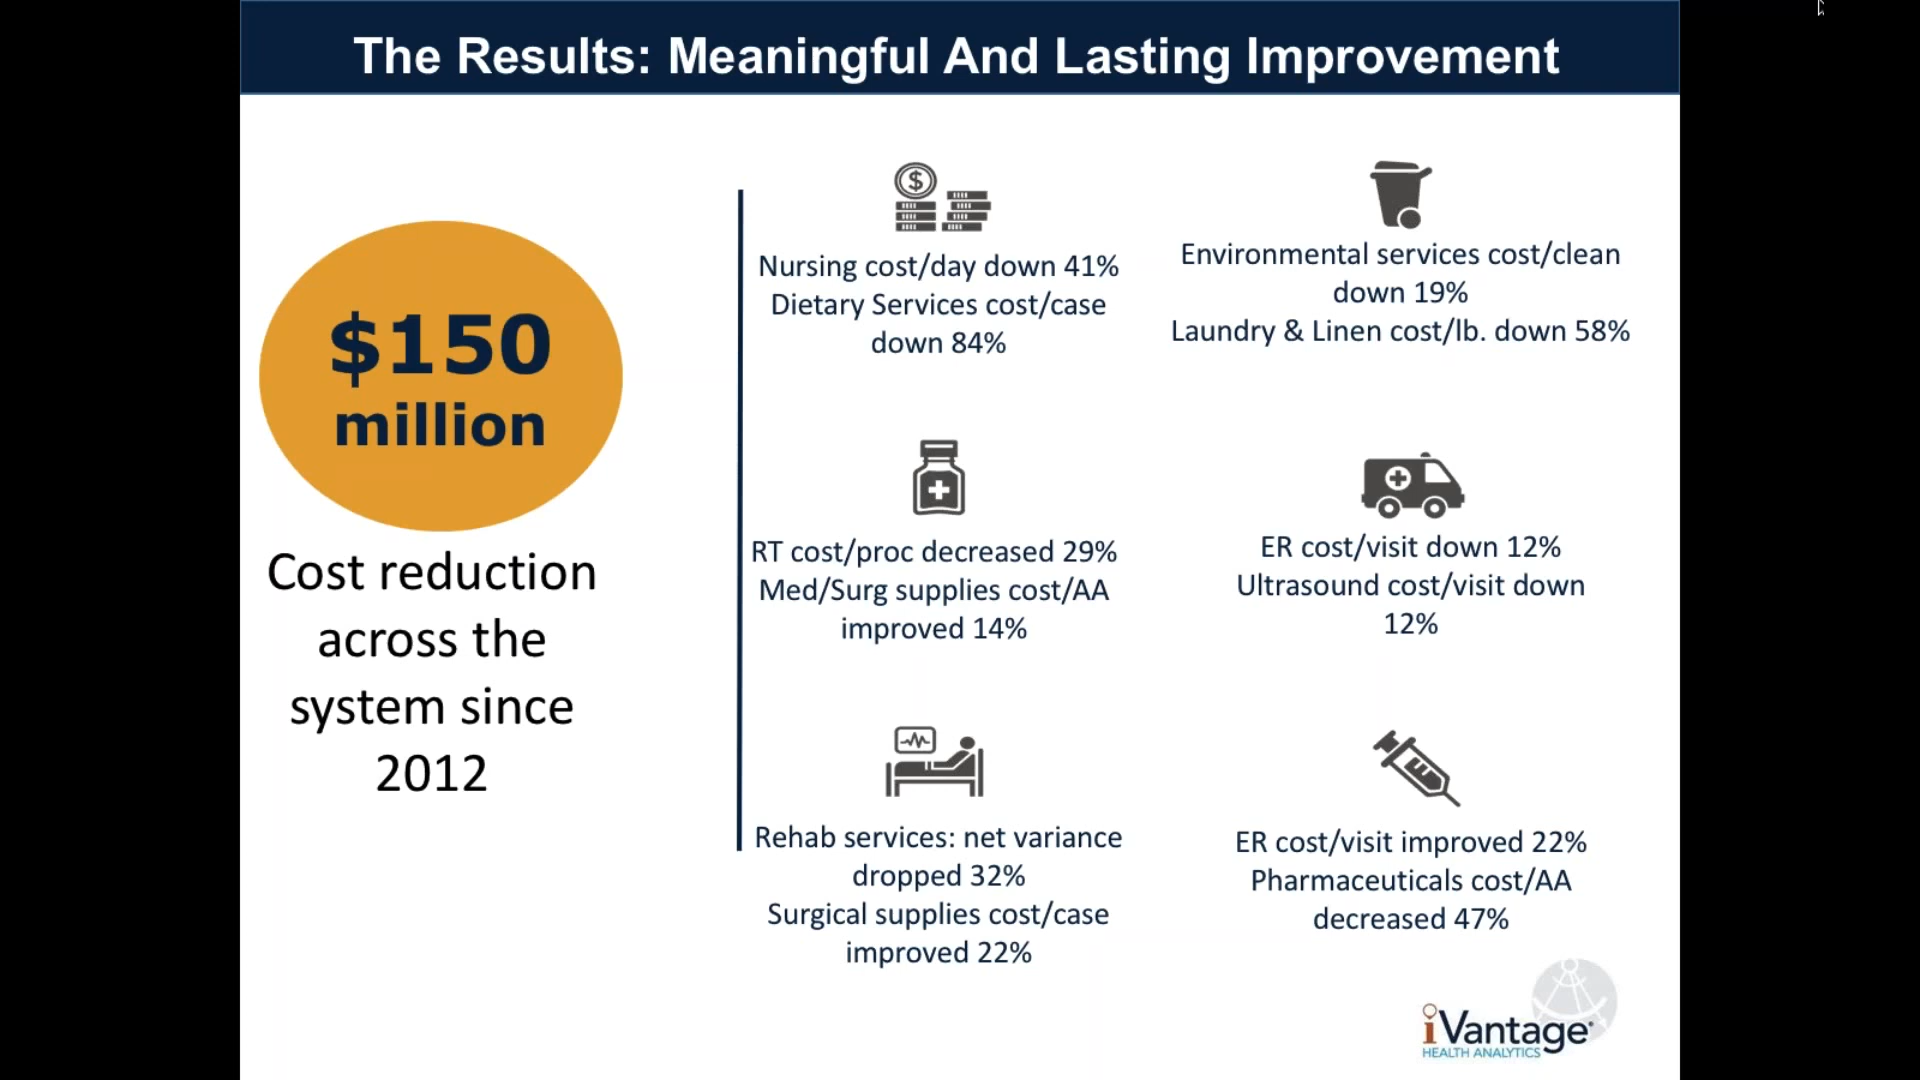 The Results: Meaningful And Lasting Improvement
$150
million
Cost reduction
across the
system since
2012
$
Nursing cost/day down 41%
Dietary Services cost/case
down 84%
Environmental services cost/clean
down 19%
Laundry & Linen cost/lb. down 58%
RT cost/proc decreased 29%
Med/Surg supplies cost/AA
improved 14%
ER cost/visit down 12%
Ultrasound cost/visit down
12%
Rehab services: net variance
dropped 32%
Surgical supplies cost/case
improved 22%
ER cost/visit improved 22%
Pharmaceuticals cost/AA
decreased 47%
iVantage
HEALTH ANALYTICS